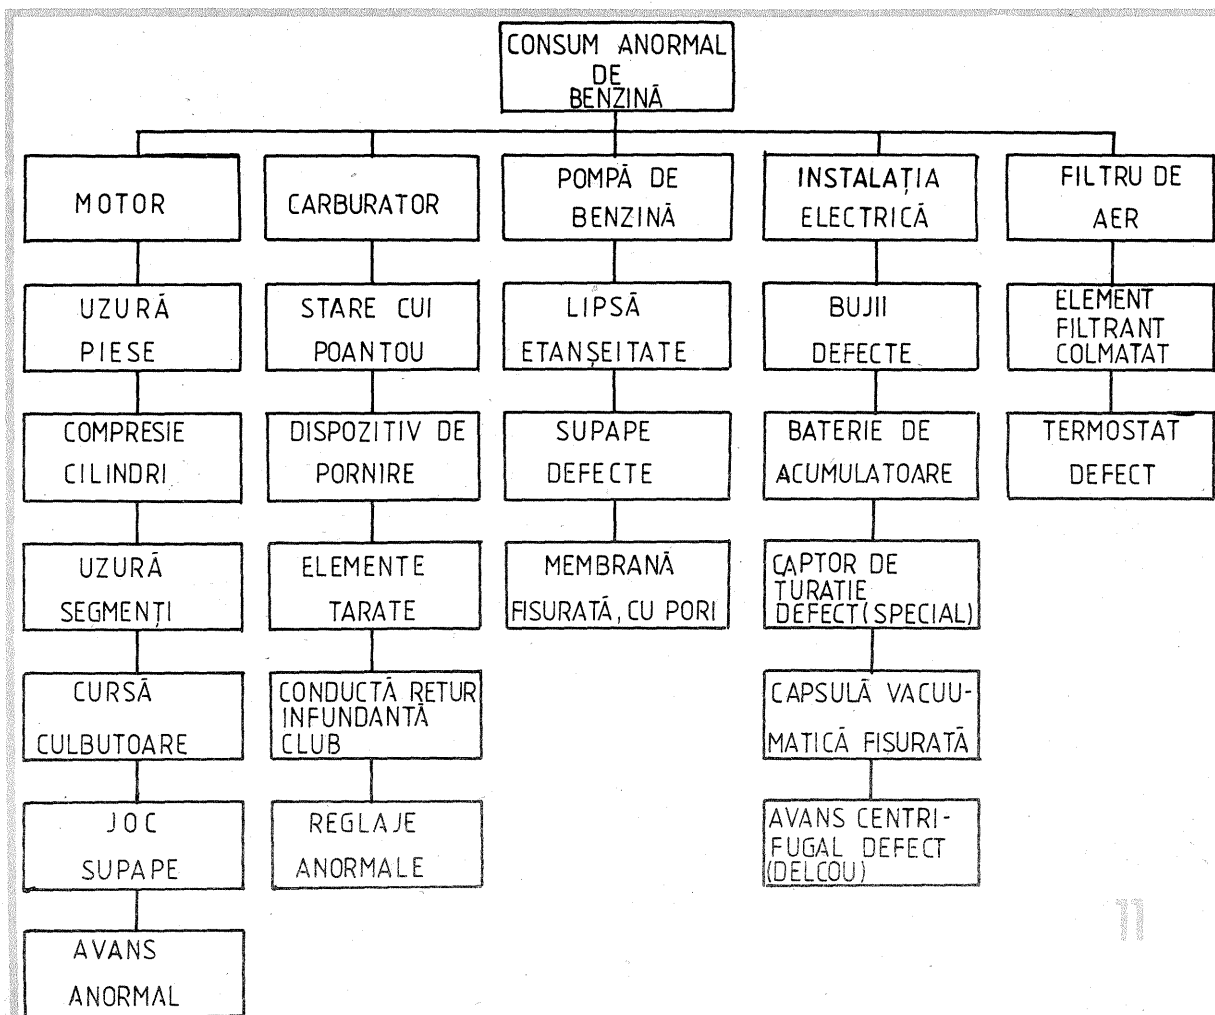 CONSUM ANORMAL
DE
BENZINĂ
MOTOR
UZURĂ
PIESE
COMPRESIE
CILINDRI
UZURĂ
SEGMENȚI
CURSĂ
CULBUTOARE
JOC
SUPAPE
AVANS
ANORMAL
CARBURATOR
STARE CUI
POANTOU
DISPOZITIV DE
PORNIRE
ELEMENTE
TARATE
CONDUCTĂ RETUR
INFUNDANTĂ
CLUB
REGLAJE
ANORMALE
POMPĂ DE
BENZINĂ
LIPSĂ
ETANȘEITATE
SUPAPE
DEFECTE
MEMBRANĂ
FISURATĂ, CU PORI
INSTALAȚIA
ELECTRICĂ
BUJII
DEFECTE
BATERIE DE
ACUMULATOARE
CAPTOR DE
TURATIE
DEFECT (SPECIAL)
CAPSULĂ VACUU-
MATICĂ FISURATĂ
AVANS CENTRI-
FUGAL DEFECT
(DELCOU)
FILTRU DE
AER
ELEMENT
FILTRANT
COLMATAT
TERMOSTAT
DEFECT
11